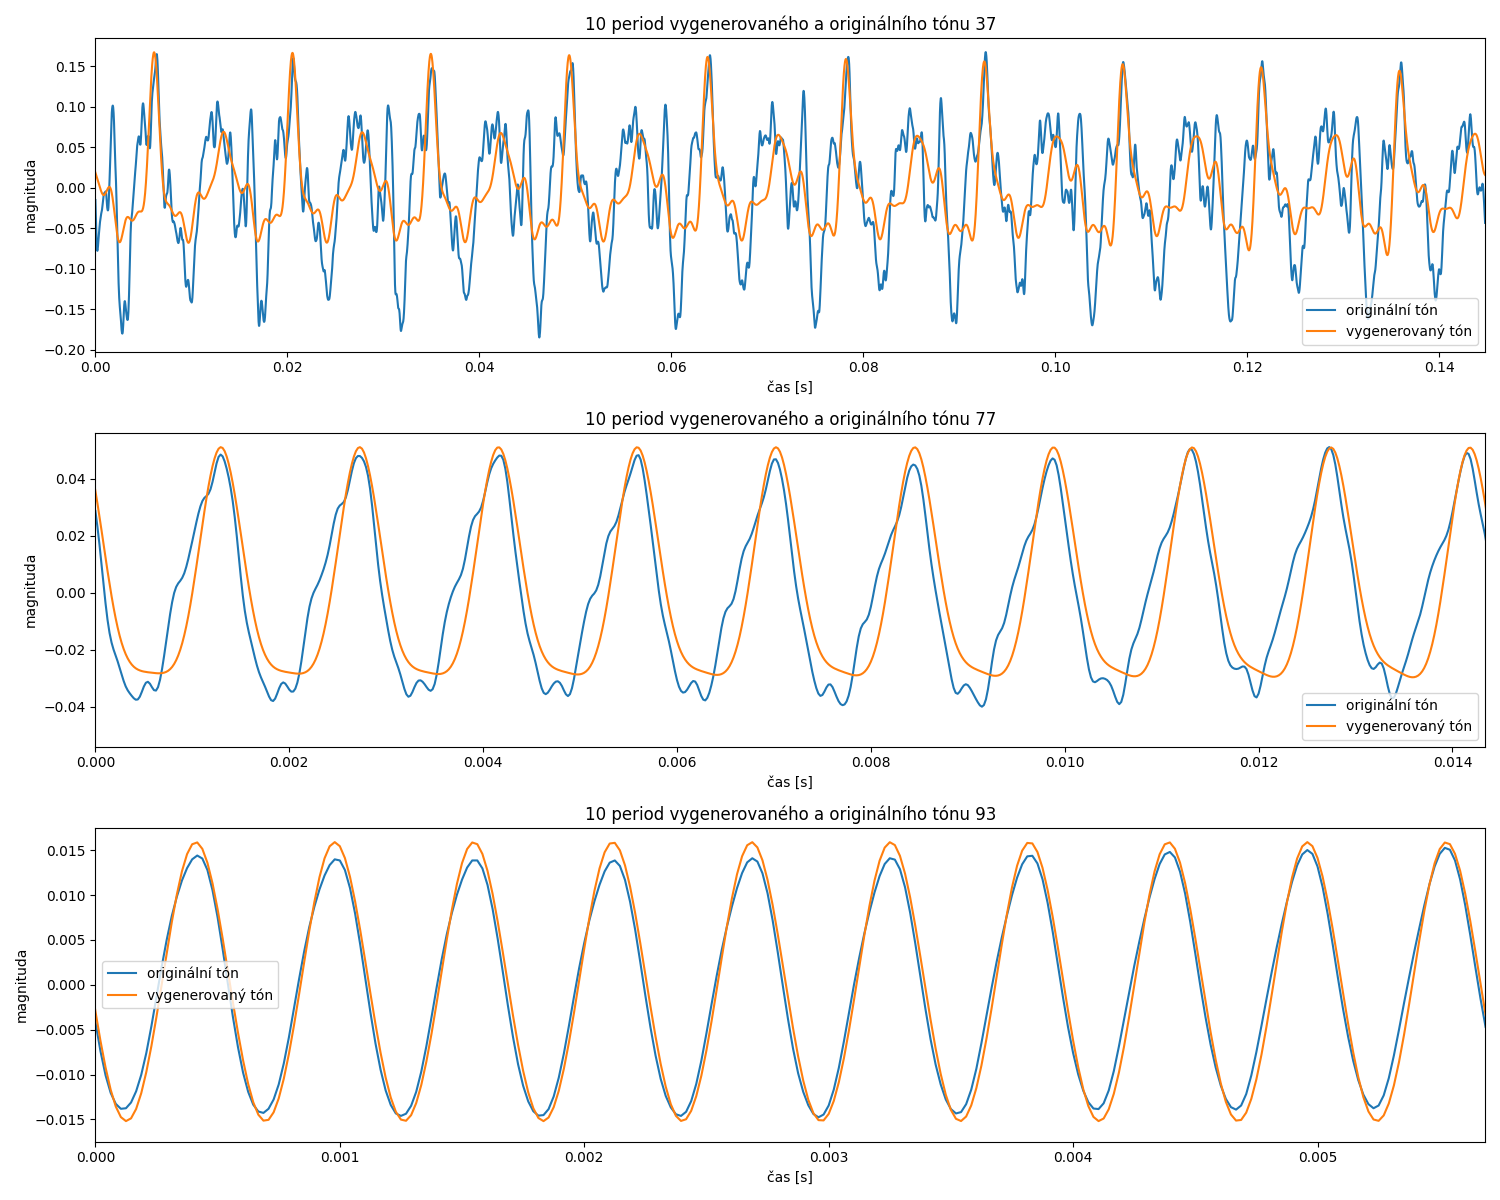 10 period vygenerovaného a originálního tónu 37
magnituda
0.15
0.10
0.05
0.00
−0.05
−0.10
−0.15
−0.20
0.00 0.02 0.04 0.06 0.08 0.10 0.12 0.14
čas [s]
originální tón
vygenerovaný tón
10 period vygenerovaného a originálního tónu 77
magnituda
0.04
0.02
0.00
−0.02
−0.04
0.000 0.002 0.004 0.006 0.008 0.010 0.012 0.014
čas [s]
originální tón
vygenerovaný tón
10 period vygenerovaného a originálního tónu 93
magnituda
0.015
0.010
0.005
0.000
−0.005
−0.010
−0.015
0.000 0.001 0.002 0.003 0.004 0.005
čas [s]
originální tón
vygenerovaný tón